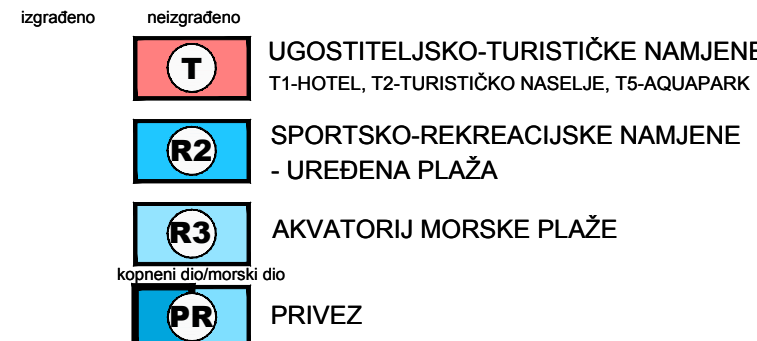 izgrađeno neizgrađeno
T UGOSTITELJSKO-TURISTIČKE NAMJENE
T1-HOTEL, T2-TURISTIČKO NASELJE, T5-AQUAPARK
R2 SPORTSKO-REKREACIJSKE NAMJENE
- UREĐENA PLAŽA
R3 AKVATORIJ MORSKE PLAŽE
kopneni dio/morski dio
PR PRIVEZ